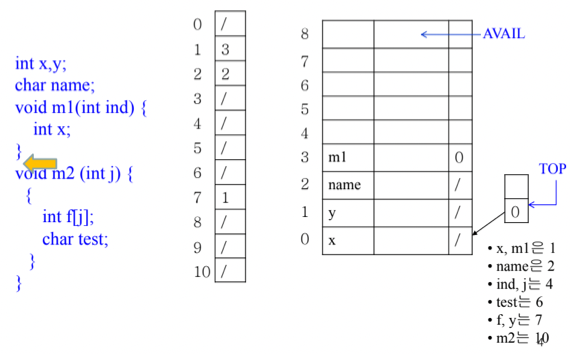 int x,y;
char name;
void m1(int ind) {
int x;
}
void m2 (int j) {
{
int f[j];
char test;
}
}
0 /
1 3
2 2
3 /
4 /
5 /
6 /
7 1
8 /
9 /
10 /
8 AVAIL
7
6
5
4
3 m1 0
2 name /
1 y /
0 x /
TOP
0
• x, m1은 1
• name은 2
• ind, j는 4
• test는 6
• f, y는 7
• m2는 10